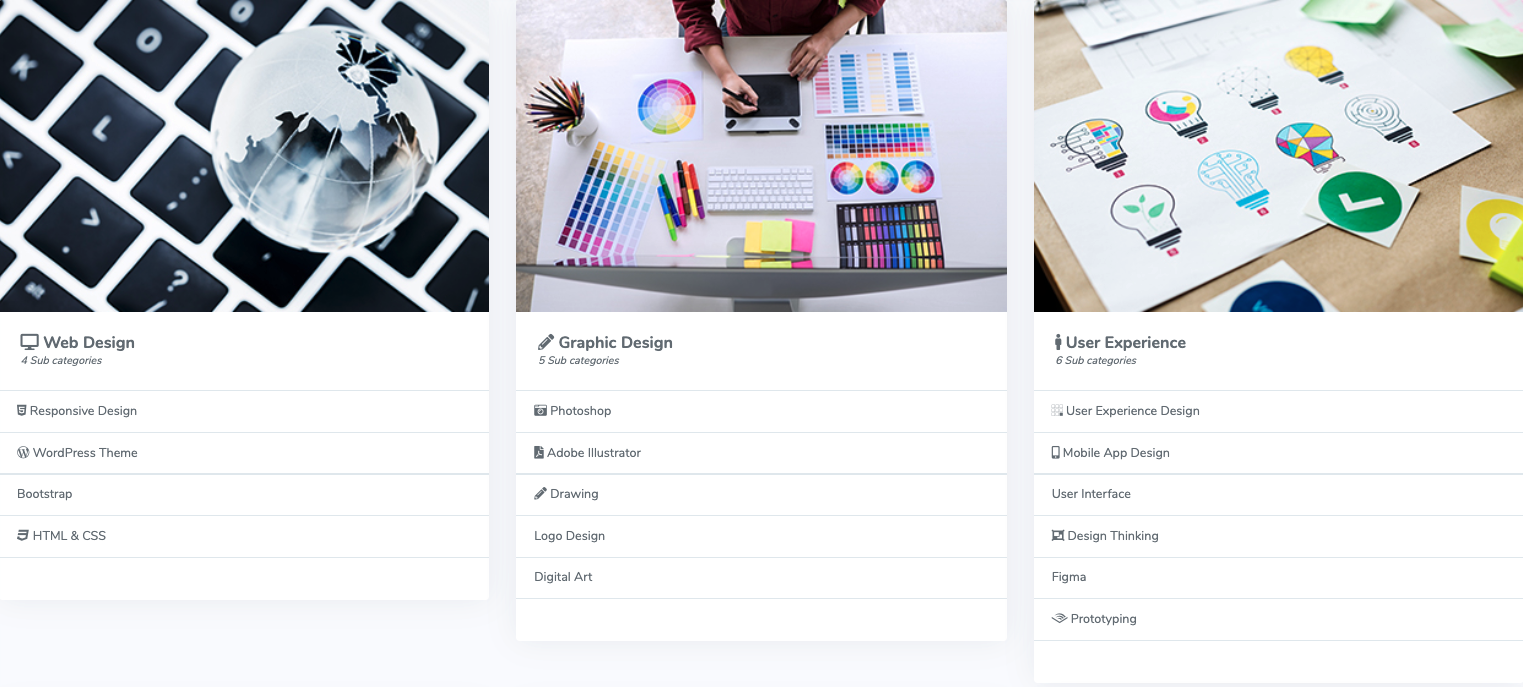 K
O
L
?
Web Design
4 Sub categories
Responsive Design
WordPress Theme
Bootstrap
HTML & CSS
Graphic Design
5 Sub categories
Photoshop
Adobe Illustrator
Drawing
Logo Design
Digital Art
User Experience
6 Sub categories
User Experience Design
Mobile App Design
User Interface
Design Thinking
Figma
Prototyping